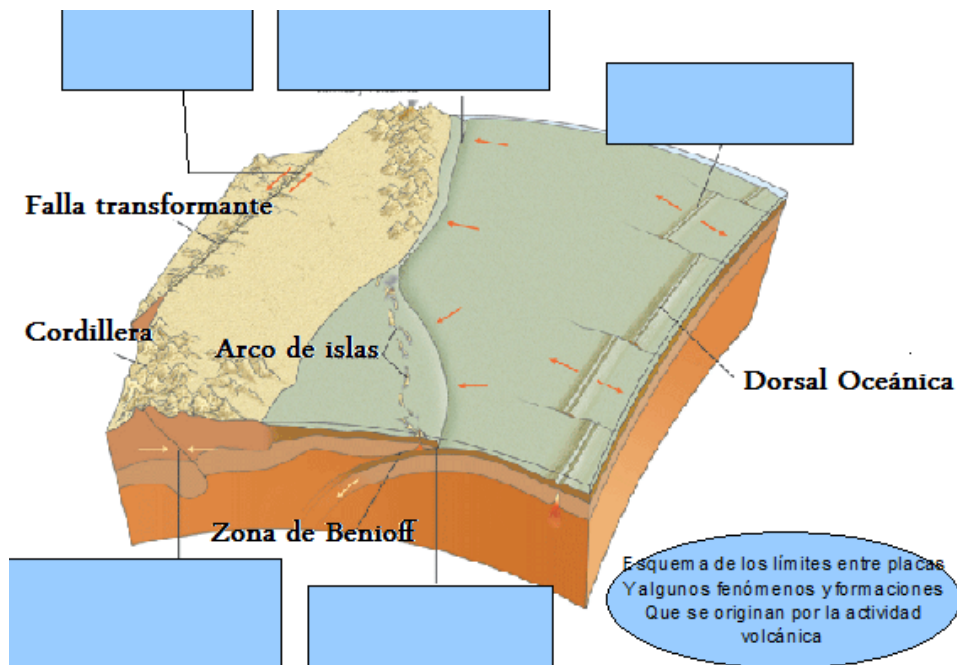 Falla transformante
Cordillera
Arco de islas
Dorsal Oceánica
Zona de Benioff
Esquema de los límites entre placas
Y algunos fenómenos y formaciones
Que se originan por la actividad
volcánica